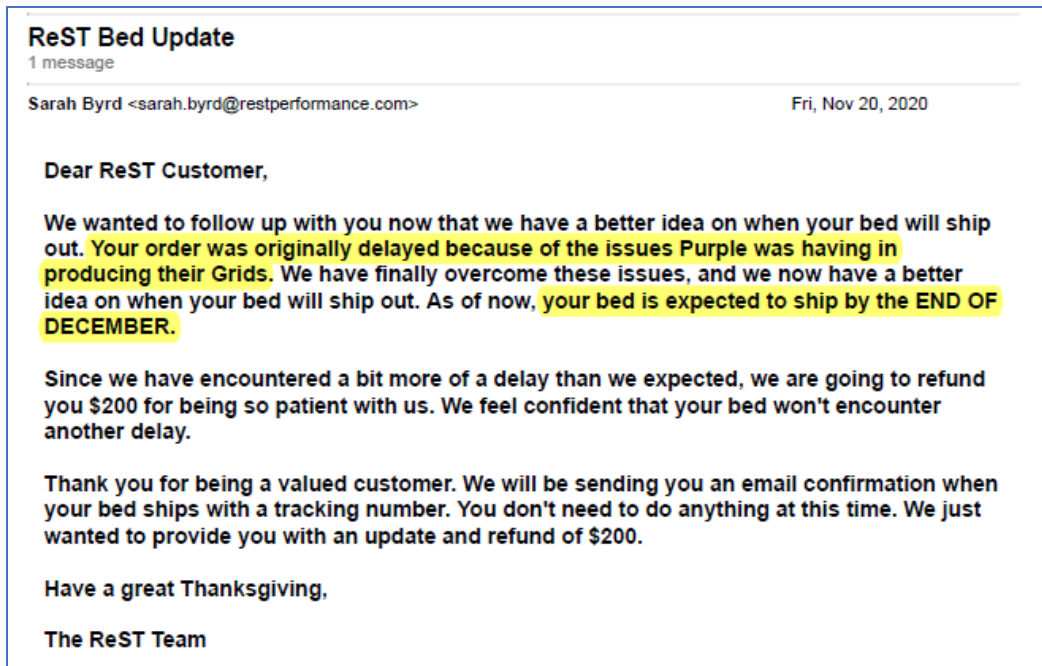 ReST Bed Update
1 message
Sarah Byrd <sarah.byrd@restperformance.com> Fri, Nov 20, 2020
Dear ReST Customer,
We wanted to follow up with you now that we have a better idea on when your bed will ship
out. Your order was originally delayed because of the issues Purple was having in
producing their Grids. We have finally overcome these issues, and we now have a better
idea on when your bed will ship out. As of now, your bed is expected to ship by the END OF
DECEMBER.
Since we have encountered a bit more of a delay than we expected, we are going to refund
you $200 for being so patient with us. We feel confident that your bed won't encounter
another delay.
Thank you for being a valued customer. We will be sending you an email confirmation when
your bed ships with a tracking number. You don't need to do anything at this time. We just
wanted to provide you with an update and refund of $200.
Have a great Thanksgiving,
The ReST Team